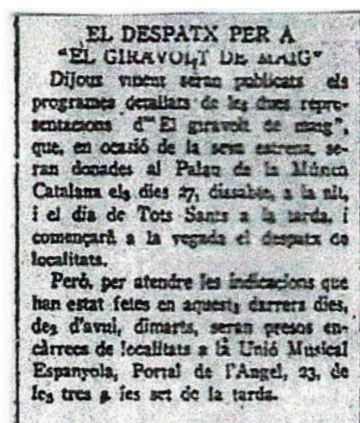 EL DESPATX PER A
"EL GIRAVOLT DE MAIG"
Dijous vinent seran publicats els
programes detallats de les dues repre-
sentacions d'"El giravolt de maig",
que, en ocasió de la seva estrena, se-
ran donades al Palau de la Música
Catalana els dies 27, dissabte, a la nit,
i el dia de Tots Sants a la tarda, i
començarà a la vegada el despatx de
localitats.
Però, per atendre les indicacions que
han estat fetes en aquests darrers dies,
des d'avui, dimarts, seran presos en-
càrrecs de localitats a la Unió Musical
Espanyola, Portal de l'Angel, 23, de
les tres a les set de la tarda.